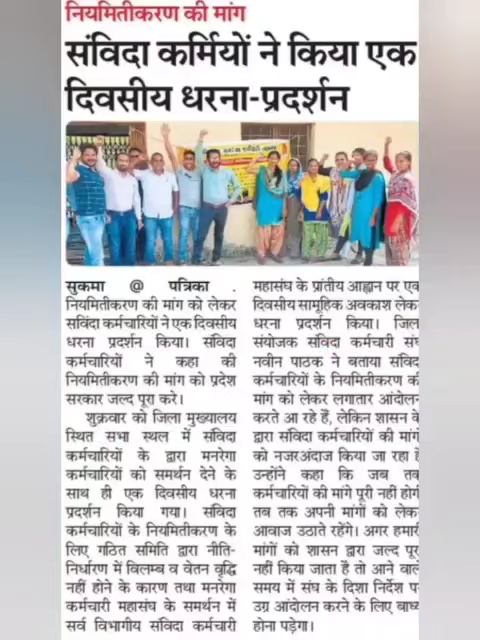 नियमितीकरण की मांग
संविदा कर्मियों ने किया एक
दिवसीय धरना-प्रदर्शन
सुकमा @ पत्रिका .
नियमितीकरण की मांग को लेकर
सविंदा कर्मचारियों ने एक दिवसीय
धरना प्रदर्शन किया। संविदा
कर्मचारियों ने कहा की
नियमितीकरण की मांग को प्रदेश
सरकार जल्द पूरा करे।
शुक्रवार को जिला मुख्यालय
स्थित सभा स्थल में संविदा
कर्मचारियों के द्वारा मनरेगा
कर्मचारियों को समर्थन देने के
साथ ही एक दिवसीय धरना
प्रदर्शन किया गया। संविदा
कर्मचारियों के नियमितीकरण के
लिए गठित समिति द्वारा नीति-
निर्धारण में विलम्ब व वेतन वृद्धि
नहीं होने के कारण तथा मनरेगा
कर्मचारी महासंघ के समर्थन में
सर्व विभागीय संविदा कर्मचारी
महासंघ के प्रांतीय आह्वान पर एक
दिवसीय सामूहिक अवकाश लेक
धरना प्रदर्शन किया। जिल
संयोजक संविदा कर्मचारी संघ
नवीन पाठक ने बताया संविद
कर्मचारियों के नियमितीकरण की
मांग को लेकर लगातार आंदोलन
करते आ रहे हैं, लेकिन शासन के
द्वारा संविदा कर्मचारियों की मांगे
को नजरअंदाज किया जा रहा है
उन्होंने कहा कि जब तक
कर्मचारियों की मांगे पूरी नहीं होगी
तब तक अपनी मांगों को लेक
आवाज उठाते रहेंगे। अगर हमारी
मांगों को शासन द्वारा जल्द पूर
नहीं किया जाता है तो आने वाले
समय में संघ के दिशा निर्देश प
उग्र आंदोलन करने के लिए बाध्य
होना पड़ेगा।